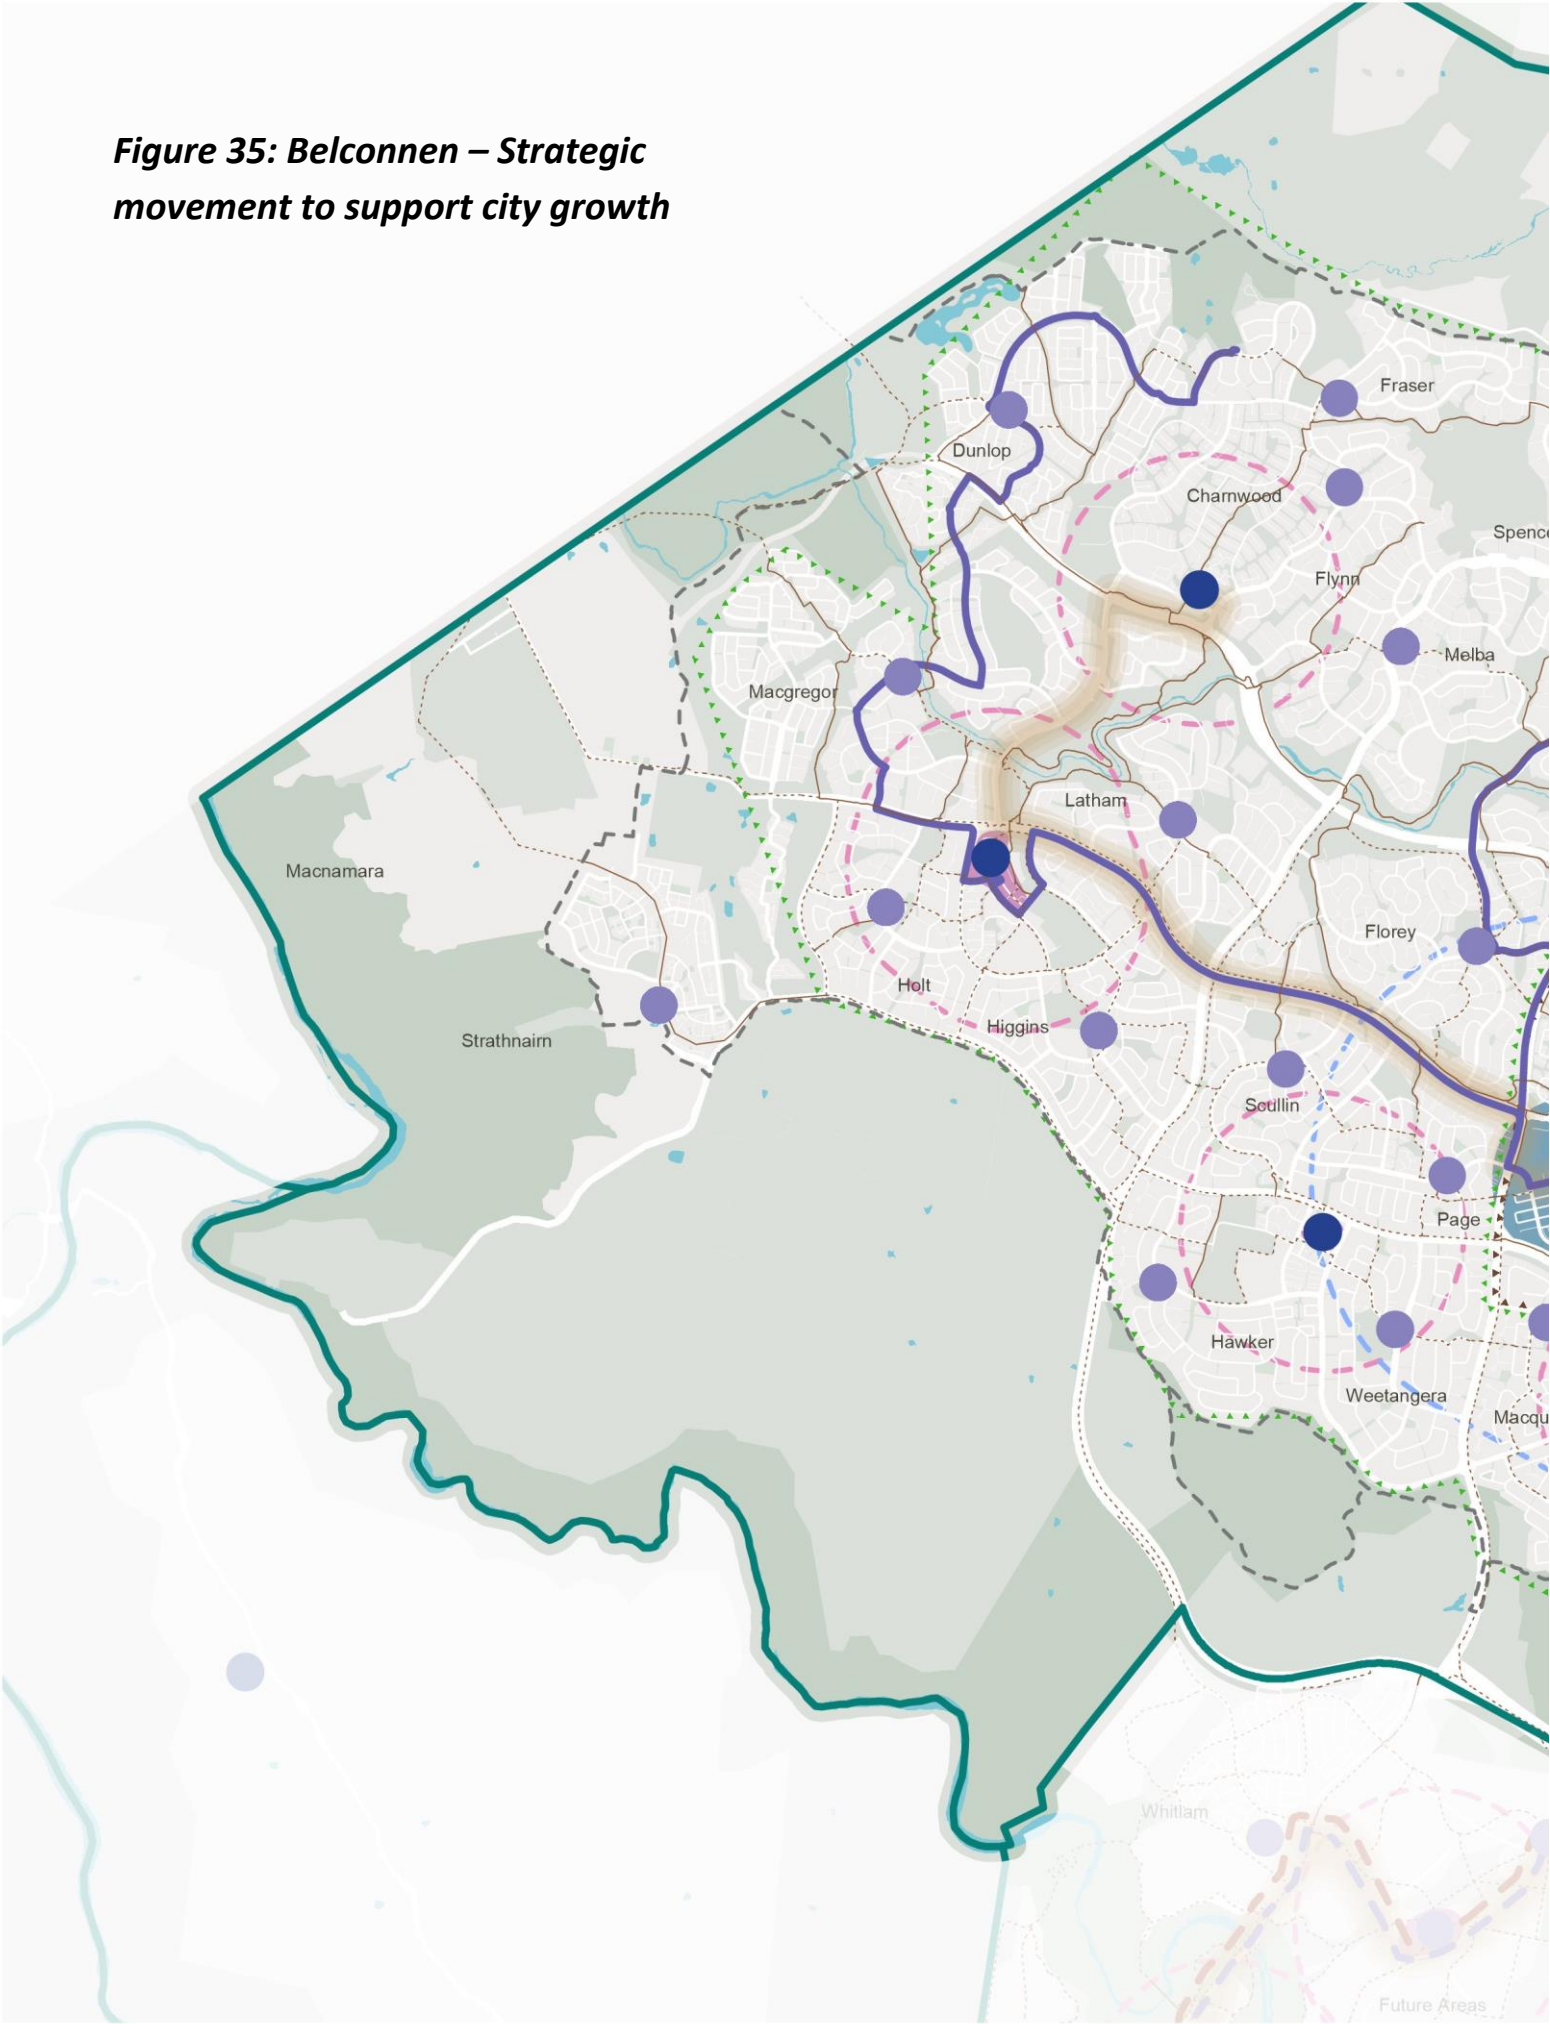 Figure 35: Belconnen – Strategic
movement to support city growth
Fraser
Dunlop
Charnwood
Spence
Flynn
Melba
Macgregor
Latham
Macnamara
Florey
Holt
Higgins
Strathnairn
Scullin
Page
Hawker
Weetangera
Macqu
Whitlam
Future Areas